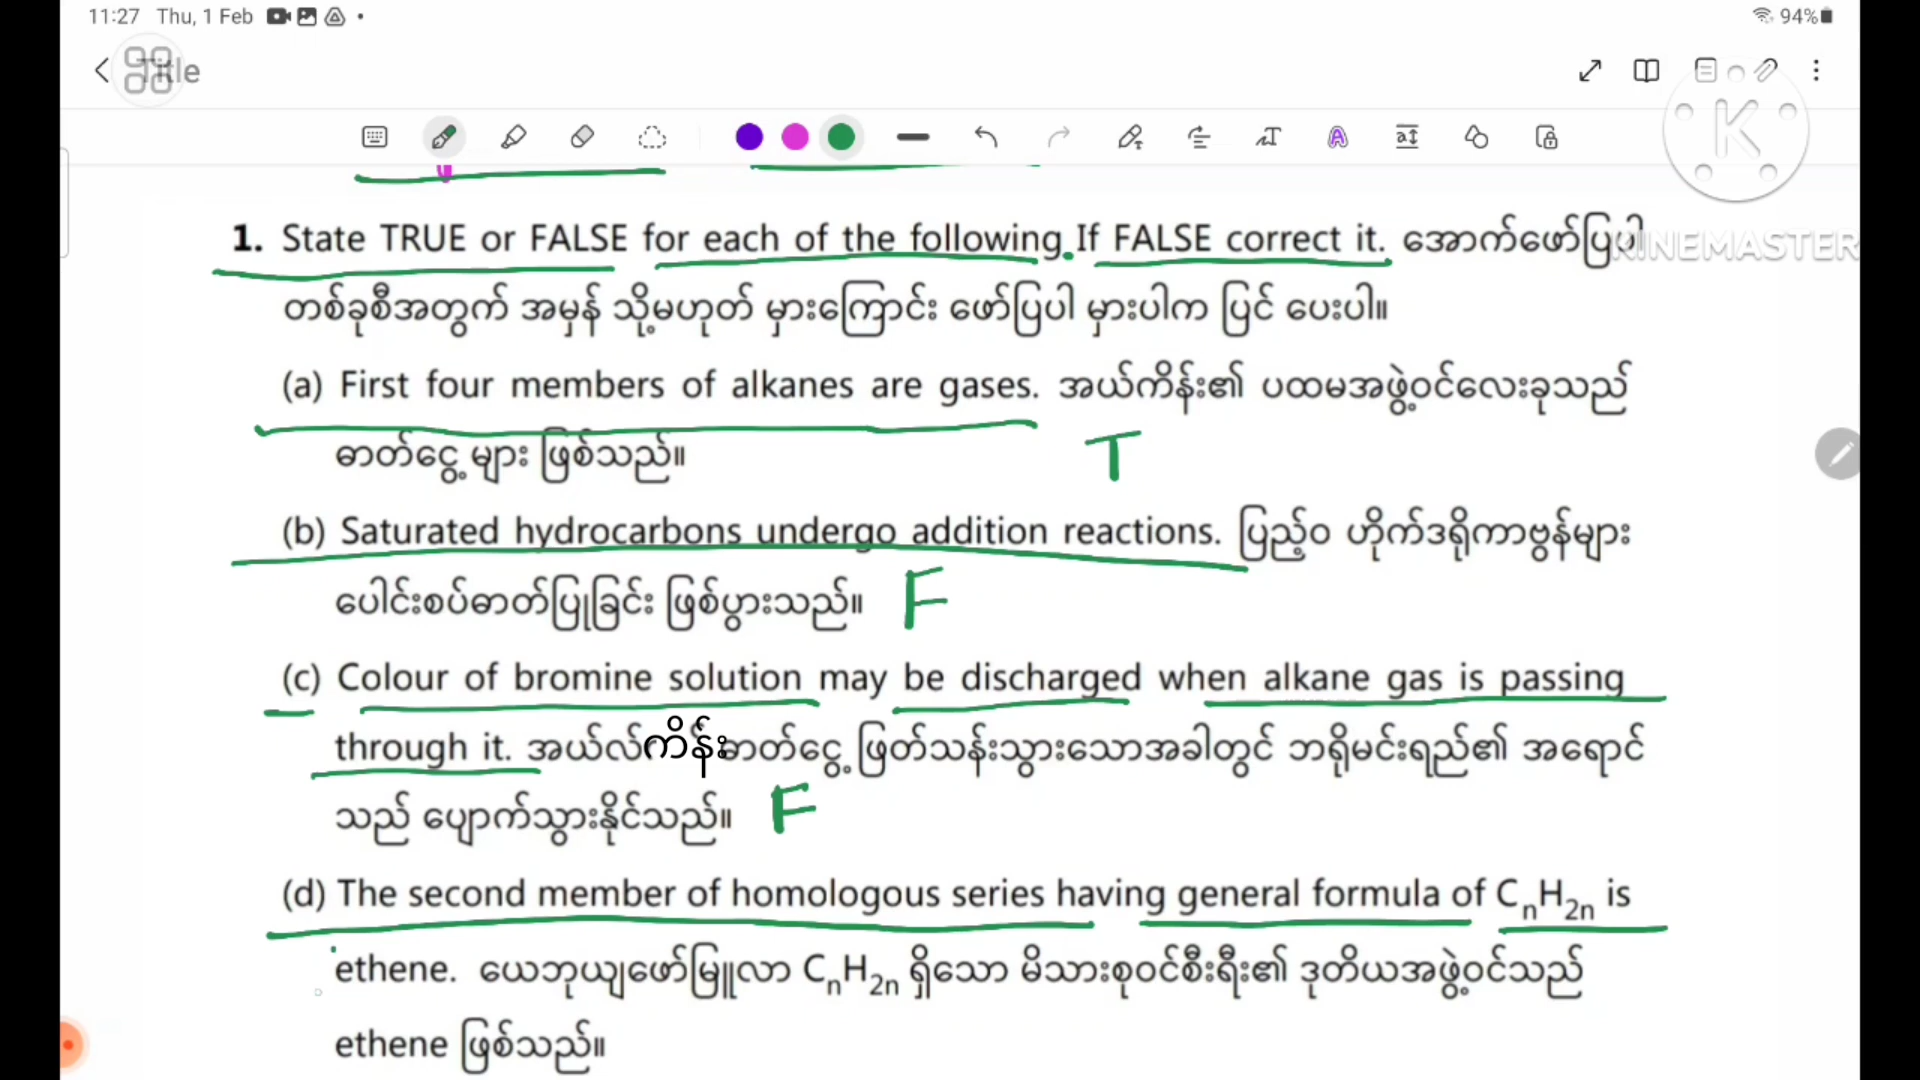 11:27 Thu, 1 Feb 94%
Title
K
KINEMASTER
1. State TRUE or FALSE for each of the following. If FALSE correct it. အောက်ဖော်ပြပါ
တစ်ခုစီအတွက် အမှန် သို့မဟုတ် မှားကြောင်း ဖော်ပြပါ မှားပါက ပြင် ပေးပါ။
(a) First four members of alkanes are gases. အယ်ကိန်း၏ ပထမအဖွဲ့ဝင်လေးခုသည်
ဓာတ်ငွေ့ များ ဖြစ်သည်။ T
(b) Saturated hydrocarbons undergo addition reactions. ပြည့်ဝ ဟိုက်ဒရိုကာဗွန်များ
ပေါင်းစပ်ဓာတ်ပြုခြင်း ဖြစ်ပွားသည်။ F
(c) Colour of bromine solution may be discharged when alkane gas is passing
through it. အယ်လ်ကိန်းဓာတ်ငွေ့ ဖြတ်သန်းသွားသောအခါတွင် ဘရိုမင်းရည်၏ အရောင်
သည် ပျောက်သွားနိုင်သည်။ F
(d) The second member of homologous series having general formula of CnH2n is
ethene. ယေဘုယျဖော်မြူလာ CnH2n ရှိသော မိသားစုဝင်စီးရီး၏ ဒုတိယအဖွဲ့ဝင်သည်
ethene ဖြစ်သည်။